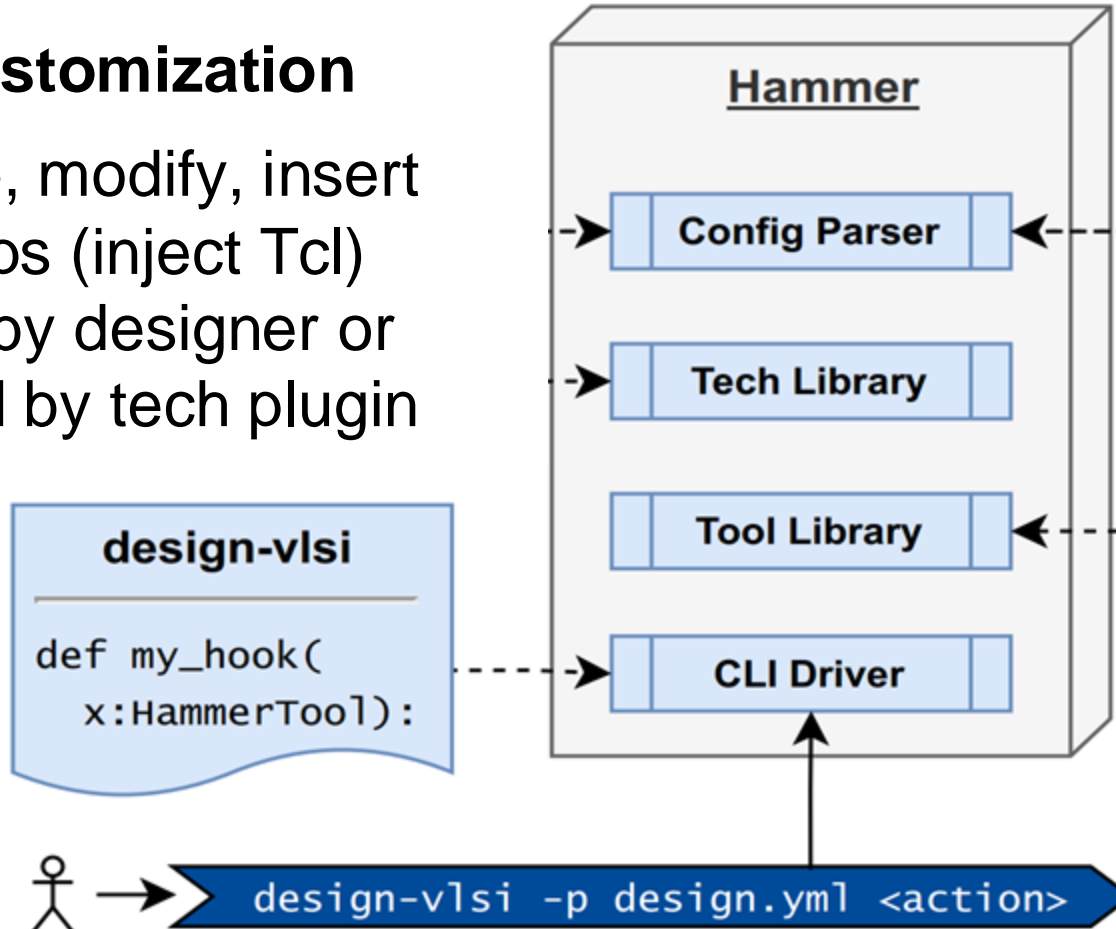 stomization
, modify, insert
os (inject Tcl)
by designer or
by tech plugin
Hammer
Config Parser
Tech Library
Tool Library
CLI Driver
design-vlsi
def my_hook(
x:HammerTool):
design-vlsi -p design.yml <action>